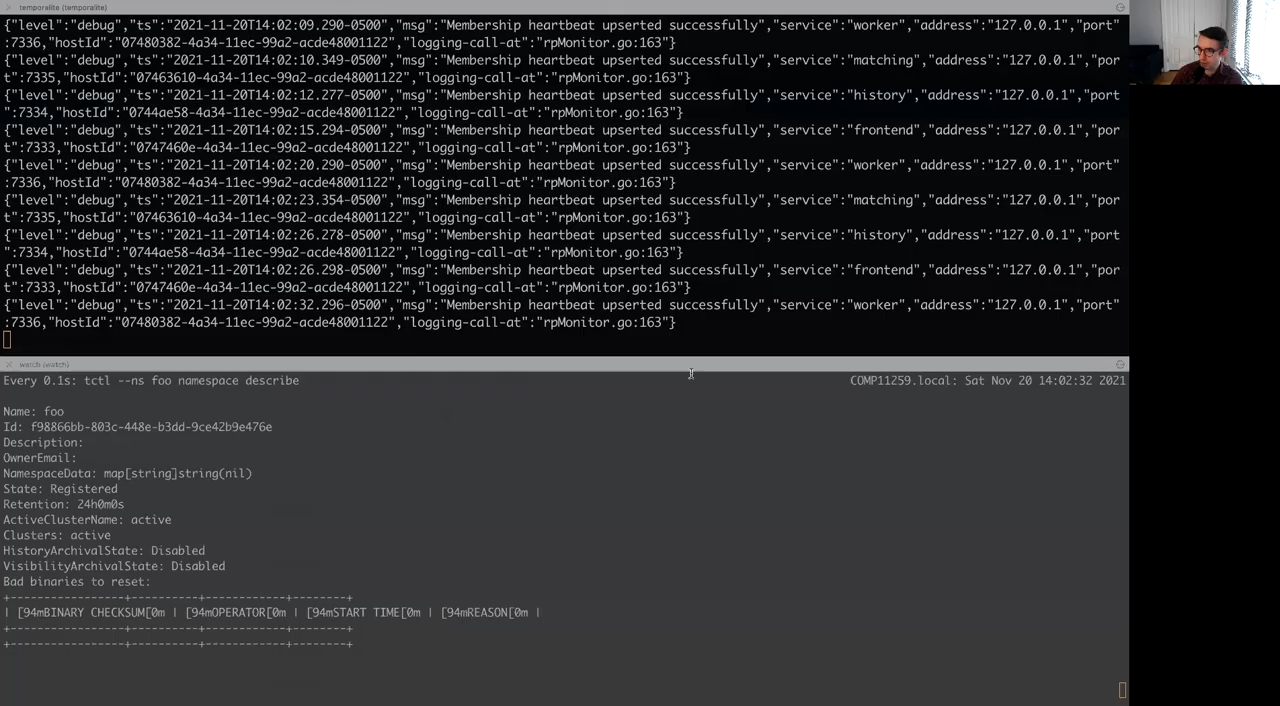 temporalite (temporalite)
{"level":"debug","ts":"2021-11-20T14:02:09.290-0500","msg":"Membership heartbeat upserted successfully","service":"worker","address":"127.0.0.1","port"
:7336,"hostId":"07480382-4a34-11ec-99a2-acde48001122","logging-call-at":"rpMonitor.go:163"}
{"level":"debug","ts":"2021-11-20T14:02:10.349-0500","msg":"Membership heartbeat upserted successfully","service":"matching","address":"127.0.0.1","por
t":7335,"hostId":"07463610-4a34-11ec-99a2-acde48001122","logging-call-at":"rpMonitor.go:163"}
{"level":"debug","ts":"2021-11-20T14:02:12.277-0500","msg":"Membership heartbeat upserted successfully","service":"history","address":"127.0.0.1","port
":7334,"hostId":"0744ae58-4a34-11ec-99a2-acde48001122","logging-call-at":"rpMonitor.go:163"}
{"level":"debug","ts":"2021-11-20T14:02:15.294-0500","msg":"Membership heartbeat upserted successfully","service":"frontend","address":"127.0.0.1","por
t":7333,"hostId":"0747460e-4a34-11ec-99a2-acde48001122","logging-call-at":"rpMonitor.go:163"}
{"level":"debug","ts":"2021-11-20T14:02:20.290-0500","msg":"Membership heartbeat upserted successfully","service":"worker","address":"127.0.0.1","port"
:7336,"hostId":"07480382-4a34-11ec-99a2-acde48001122","logging-call-at":"rpMonitor.go:163"}
{"level":"debug","ts":"2021-11-20T14:02:23.354-0500","msg":"Membership heartbeat upserted successfully","service":"matching","address":"127.0.0.1","por
t":7335,"hostId":"07463610-4a34-11ec-99a2-acde48001122","logging-call-at":"rpMonitor.go:163"}
{"level":"debug","ts":"2021-11-20T14:02:26.278-0500","msg":"Membership heartbeat upserted successfully","service":"history","address":"127.0.0.1","port
":7334,"hostId":"0744ae58-4a34-11ec-99a2-acde48001122","logging-call-at":"rpMonitor.go:163"}
{"level":"debug","ts":"2021-11-20T14:02:26.298-0500","msg":"Membership heartbeat upserted successfully","service":"frontend","address":"127.0.0.1","por
t":7333,"hostId":"0747460e-4a34-11ec-99a2-acde48001122","logging-call-at":"rpMonitor.go:163"}
{"level":"debug","ts":"2021-11-20T14:02:32.296-0500","msg":"Membership heartbeat upserted successfully","service":"worker","address":"127.0.0.1","port"
:7336,"hostId":"07480382-4a34-11ec-99a2-acde48001122","logging-call-at":"rpMonitor.go:163"}
watch (watch)
Every 0.1s: tctl --ns foo namespace describe COMP11259.local: Sat Nov 20 14:02:32 2021
Name: foo
Id: f98866bb-803c-448e-b3dd-9ce42b9e476e
Description:
OwnerEmail:
NamespaceData: map[string]string(nil)
State: Registered
Retention: 24h0m0s
ActiveClusterName: active
Clusters: active
HistoryArchivalState: Disabled
VisibilityArchivalState: Disabled
Bad binaries to reset:
+-----------------+----------+------------+--------+
| [94mBINARY CHECKSUM[0m | [94mOPERATOR[0m | [94mSTART TIME[0m | [94mREASON[0m |
+-----------------+----------+------------+--------+
+-----------------+----------+------------+--------+